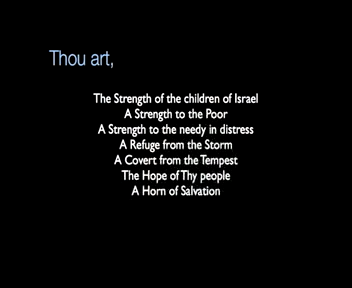 Thou art,
The Strength of the children of Israel
A Strength to the Poor
A Strength to the needy in distress
A Refuge from the Storm
A Covert from the Tempest
The Hope of Thy people
A Horn of Salvation